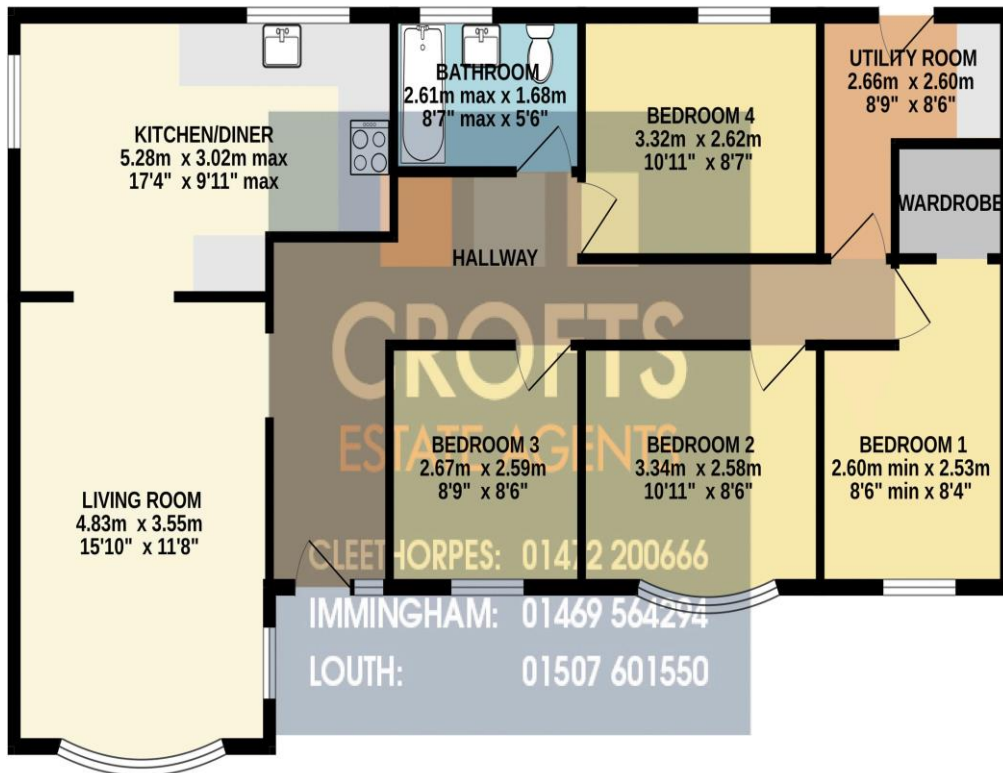 KITCHEN/DINER
5.28m x 3.02m max
17'4" x 9'11" max
BATHROOM
2.61m max x 1.68m
8'7" max x 5'6"
BEDROOM 4
3.32m x 2.62m
10'11" x 8'7"
UTILITY ROOM
2.66m x 2.60m
8'9" x 8'6"
WARDROBE
HALLWAY
CROFTS
ESTATE AGENTS
LIVING ROOM
4.83m x 3.55m
15'10" x 11'8"
BEDROOM 3
2.67m x 2.59m
8'9" x 8'6"
BEDROOM 2
3.34m x 2.58m
10'11" x 8'6"
BEDROOM 1
2.60m min x 2.53m
8'6" min x 8'4"
CLEETHORPES: 01472 200666
IMMINGHAM: 01469 564294
LOUTH: 01507 601550